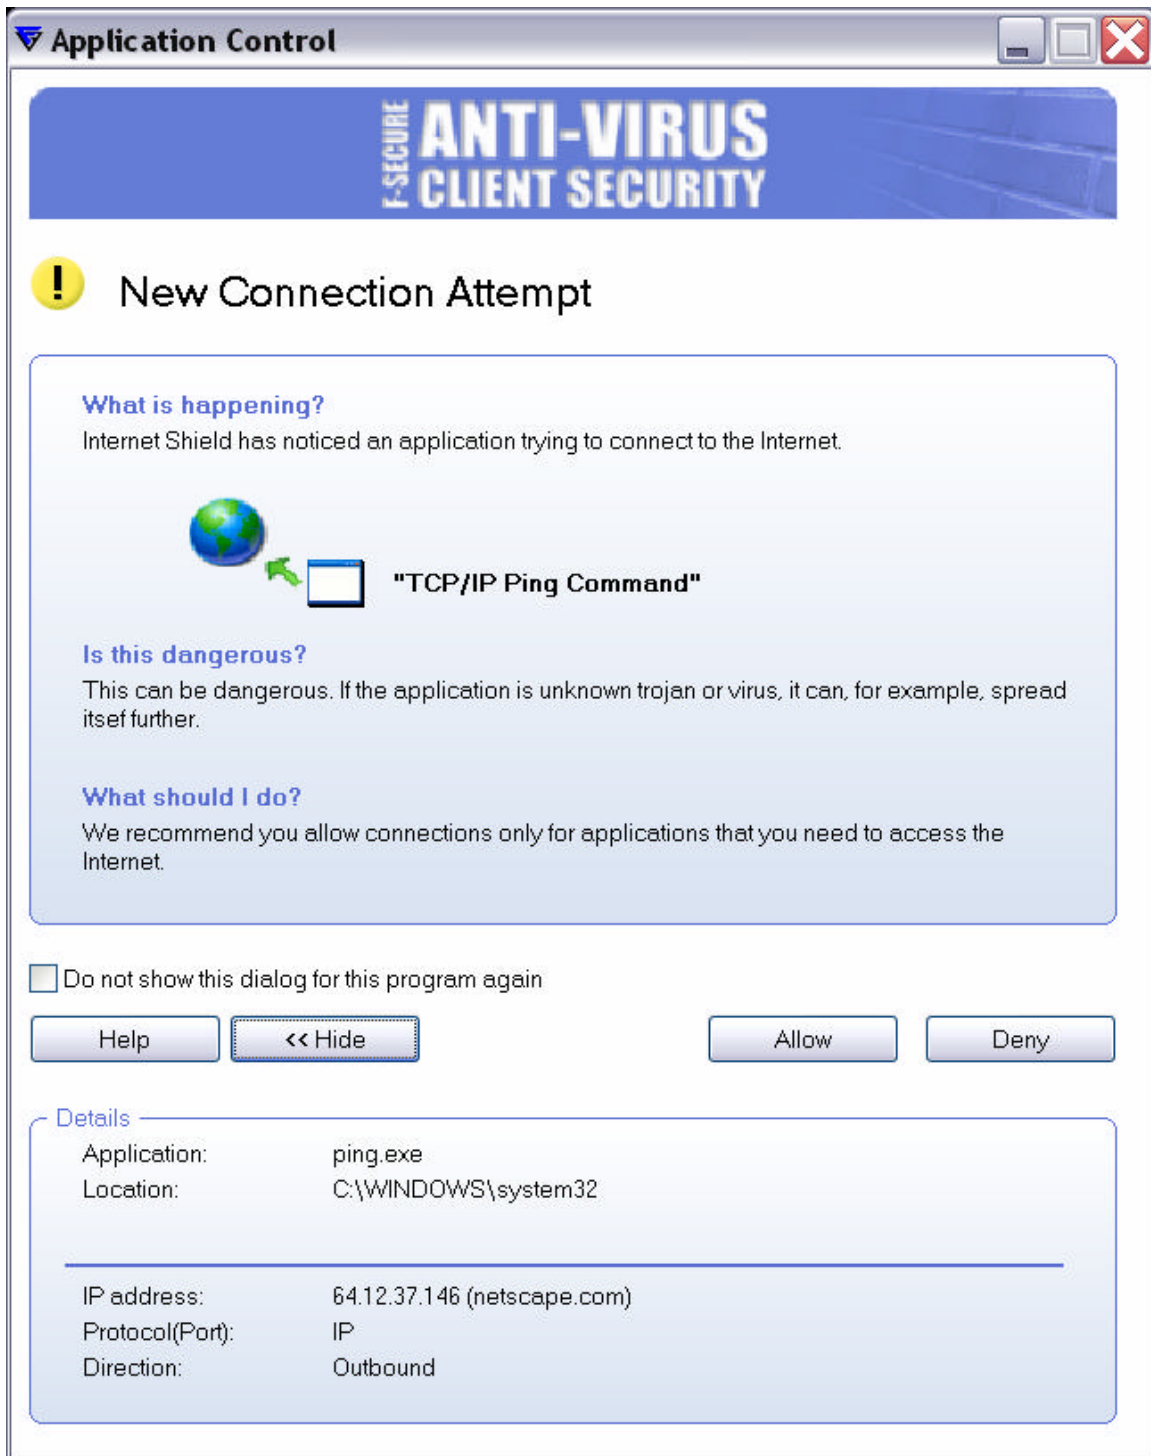 Application Control
F-SECURE
ANTI-VIRUS
CLIENT SECURITY
! New Connection Attempt
What is happening?
Internet Shield has noticed an application trying to connect to the Internet.
"TCP/IP Ping Command"
Is this dangerous?
This can be dangerous. If the application is unknown trojan or virus, it can, for example, spread
itsef further.
What should I do?
We recommend you allow connections only for applications that you need to access the
Internet.
Do not show this dialog for this program again
Help << Hide Allow Deny
Details
Application: ping.exe
Location: C:\WINDOWS\system32
IP address: 64.12.37.146 (netscape.com)
Protocol(Port): IP
Direction: Outbound